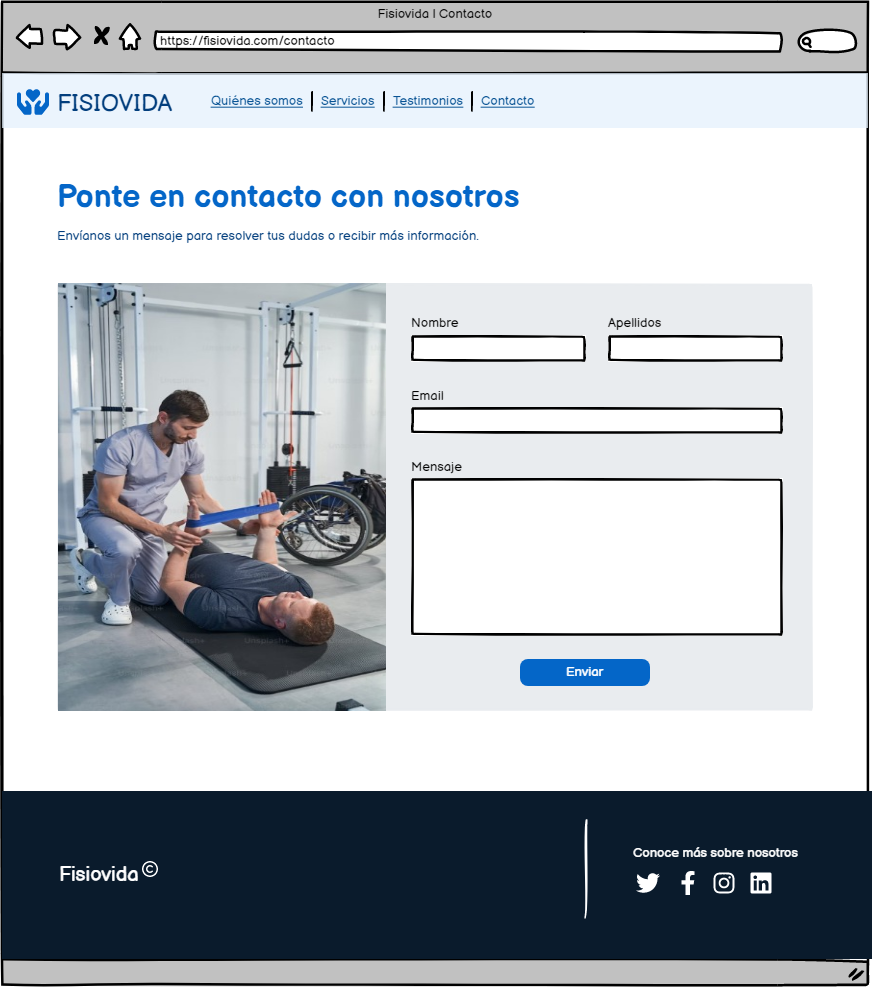 Fisiovida | Contacto
https://fisiovida.com/contacto
FISIOVIDA
Quiénes somos | Servicios | Testimonios | Contacto
Ponte en contacto con nosotros
Envíanos un mensaje para resolver tus dudas o recibir más información.
Nombre
Apellidos
Email
Mensaje
Enviar
Fisiovida ©
Conoce más sobre nosotros